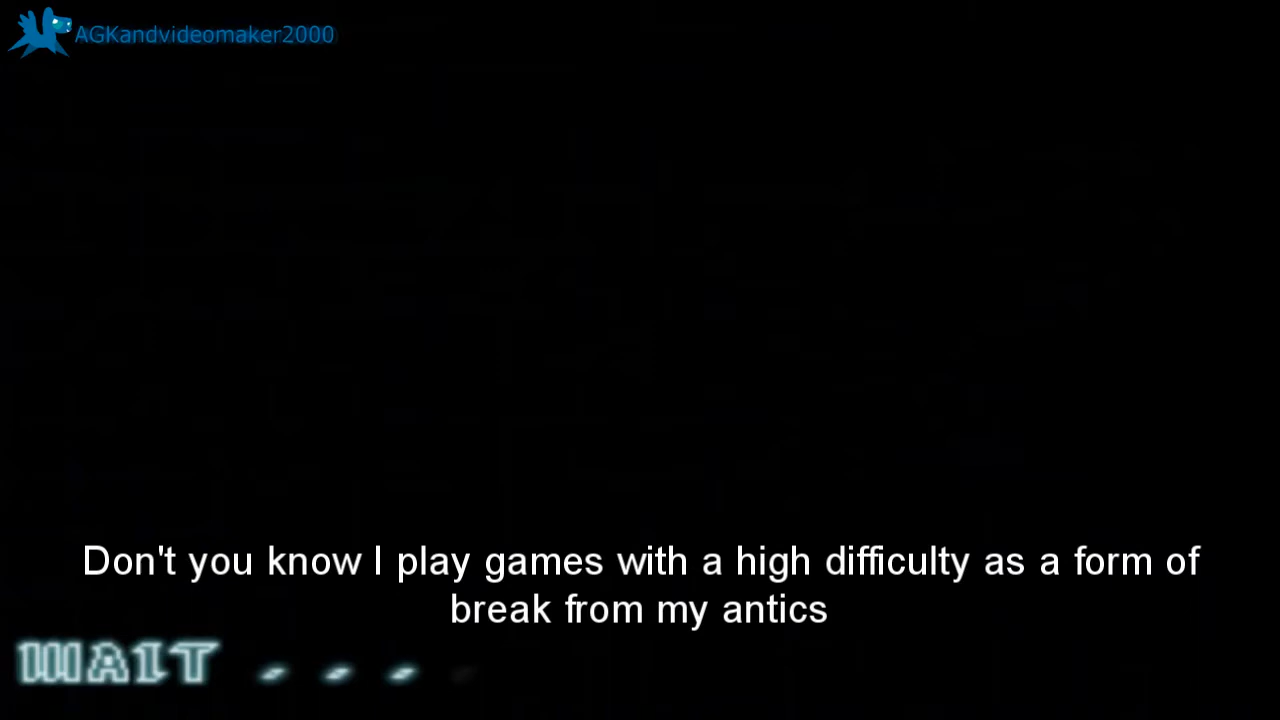 AGKandvideomaker2000
Don't you know I play games with a high difficulty as a form of
break from my antics
WAIT . . .